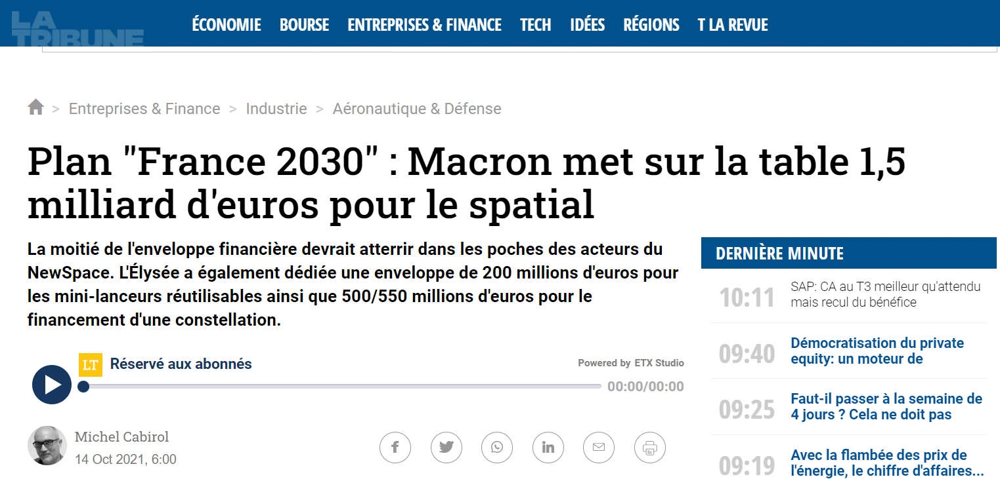 LA
TRIBUNE
ÉCONOMIE BOURSE ENTREPRISES & FINANCE TECH IDÉES RÉGIONS T LA REVUE
> Entreprises & Finance > Industrie > Aéronautique & Défense
Plan "France 2030" : Macron met sur la table 1,5
milliard d'euros pour le spatial
La moitié de l'enveloppe financière devrait atterrir dans les poches des acteurs du
NewSpace. L'Élysée a également dédiée une enveloppe de 200 millions d'euros pour
les mini-lanceurs réutilisables ainsi que 500/550 millions d'euros pour le
financement d'une constellation.
LT Réservé aux abonnés
Powered by ETX Studio
00:00/00:00
Michel Cabirol
14 Oct 2021, 6:00
DERNIÈRE MINUTE
10:11 SAP: CA au T3 meilleur qu'attendu
mais recul du bénéfice
09:40 Démocratisation du private
equity: un moteur de
09:25 Faut-il passer à la semaine de
4 jours ? Cela ne doit pas
09:19 Avec la flambée des prix de
l'énergie, le chiffre d'affaires...